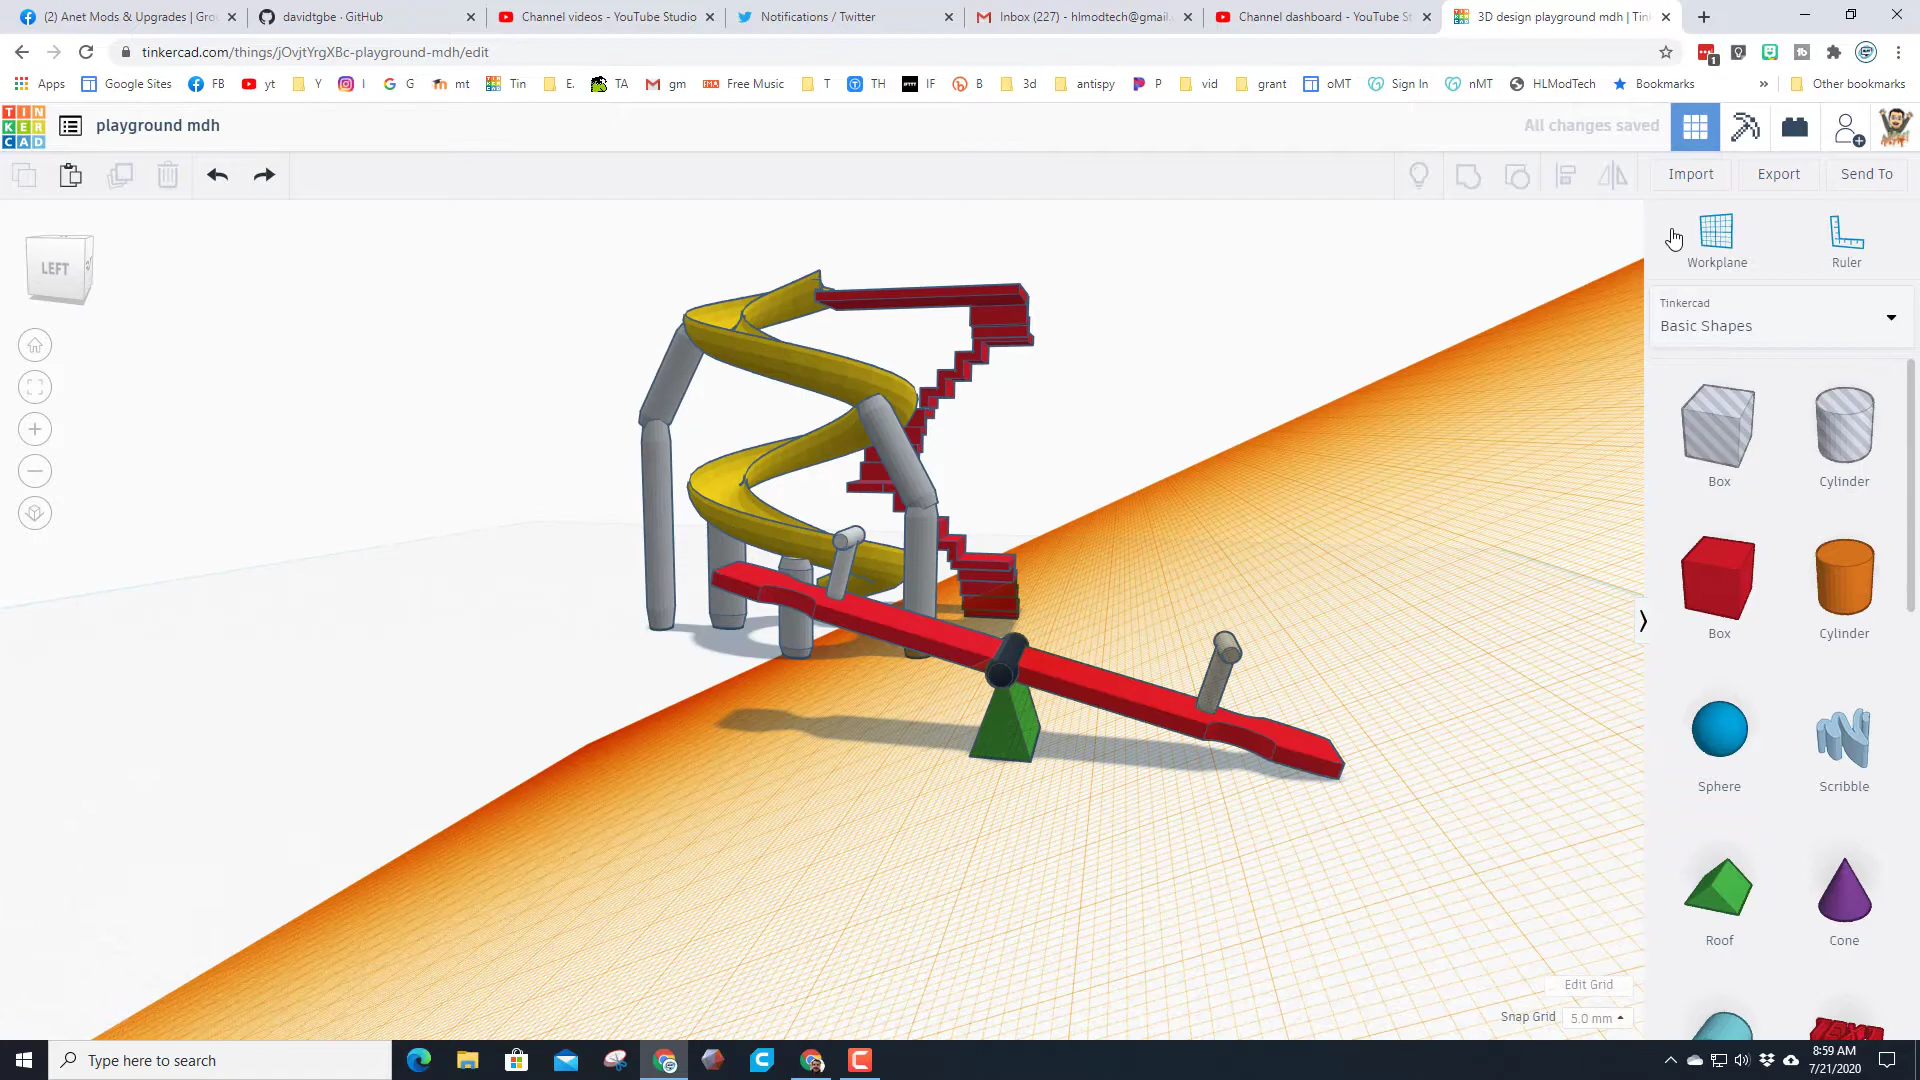 (2) Anet Mods & Upgrades | Gro
davidtgbe · GitHub
Channel videos - YouTube Studio
Notifications / Twitter
Inbox (227) - hlmodtech@gmail.
Channel dashboard - YouTube St
3D design playground mdh | Tin
tinkercad.com/things/jOvjtYrgXBc-playground-mdh/edit
1
Apps
Google Sites
FB
yt
Y
I
G
mt
Tin
E.
TA
gm
Free Music
T
TH
IF
B
3d
antispy
P
vid
grant
oMT
Sign In
nMT
HLModTech
Bookmarks
»
Other bookmarks
TIN
KER
CAD
playground mdh
All changes saved
Import
Export
Send To
LEFT
Workplane
Ruler
Tinkercad
Basic Shapes
Box
Cylinder
Box
Cylinder
Sphere
Scribble
Roof
Cone
TEXT
Edit Grid
Snap Grid
5.0 mm
Type here to search
8:59 AM
7/21/2020